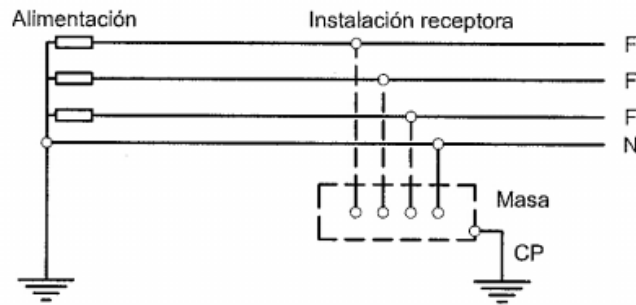 Alimentación
Instalación receptora
F
F
F
N
Masa
CP